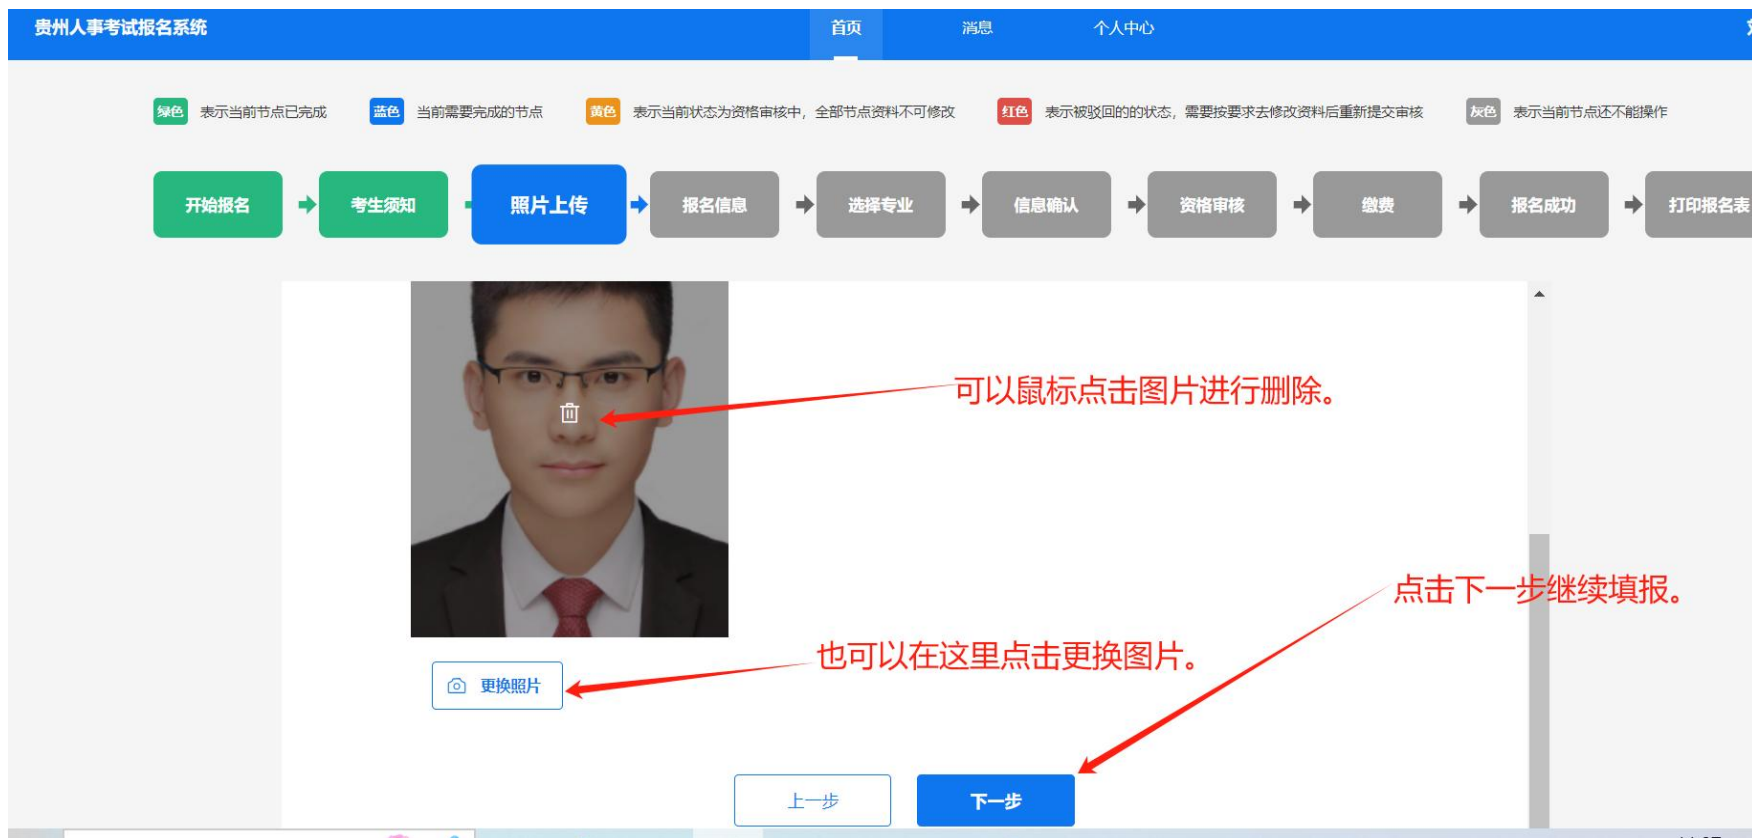 贵州人事考试报名系统 首页 消息 个人中心
绿色 表示当前节点已完成 蓝色 当前需要完成的节点 黄色 表示当前状态为资格审核中，全部节点资料不可修改 红色 表示被驳回的的状态，需要按要求去修改资料后重新提交审核 灰色 表示当前节点还不能操作
开始报名 考生须知 照片上传 报名信息 选择专业 信息确认 资格审核 缴费 报名成功 打印报名表
可以鼠标点击图片进行删除。
点击下一步继续填报。
也可以在这里点击更换图片。
更换照片
上一步 下一步